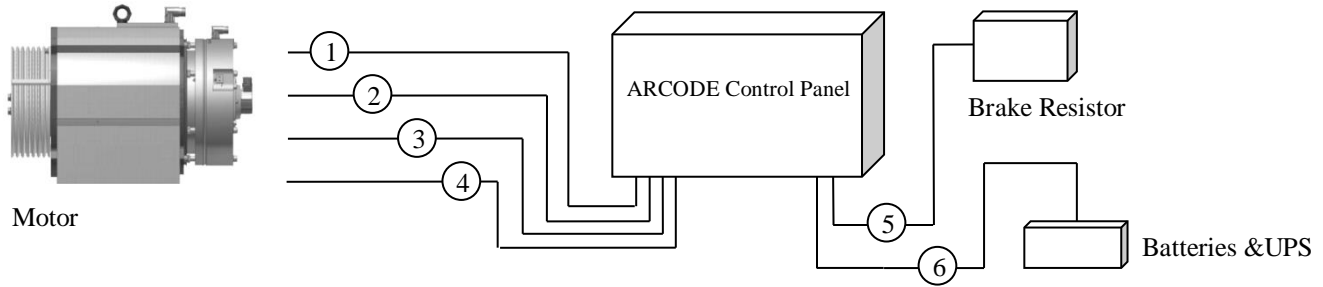 1
2
3
4
ARCODE Control Panel
5
6
Brake Resistor
Motor
Batteries &UPS